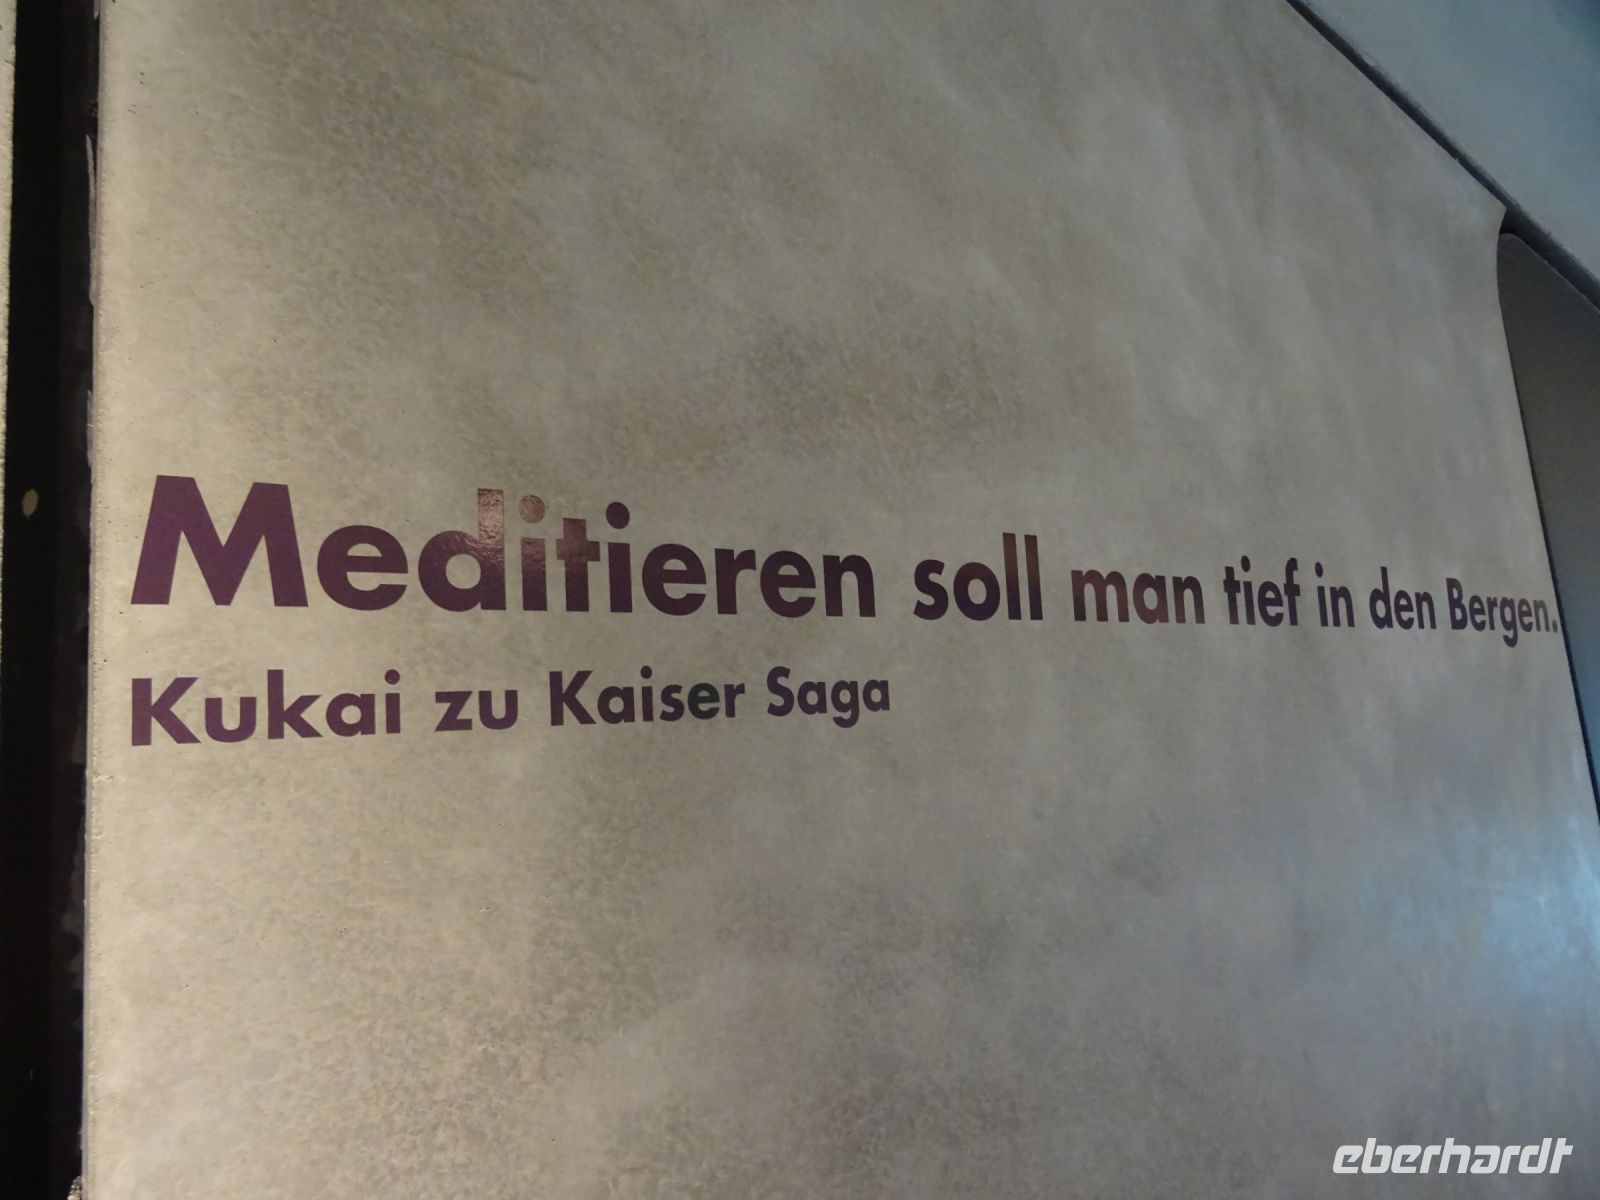 Meditieren soll man tief in den Bergen.
Kukai zu Kaiser Saga
eberhardt